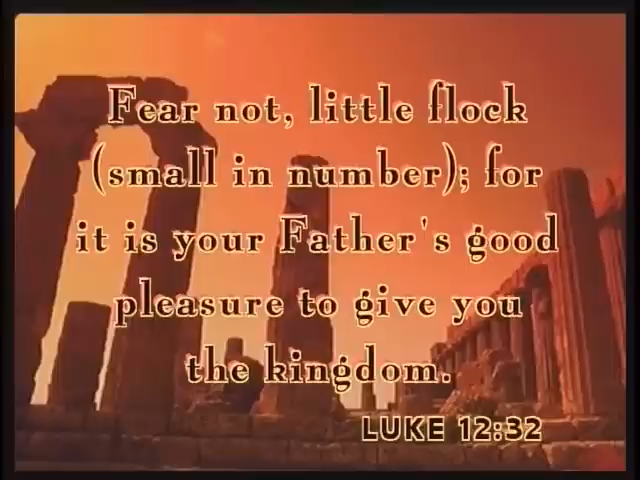 Fear not, little flock
(small in number); for
it is your Father's good
pleasure to give you
the kingdom.
LUKE 12:32